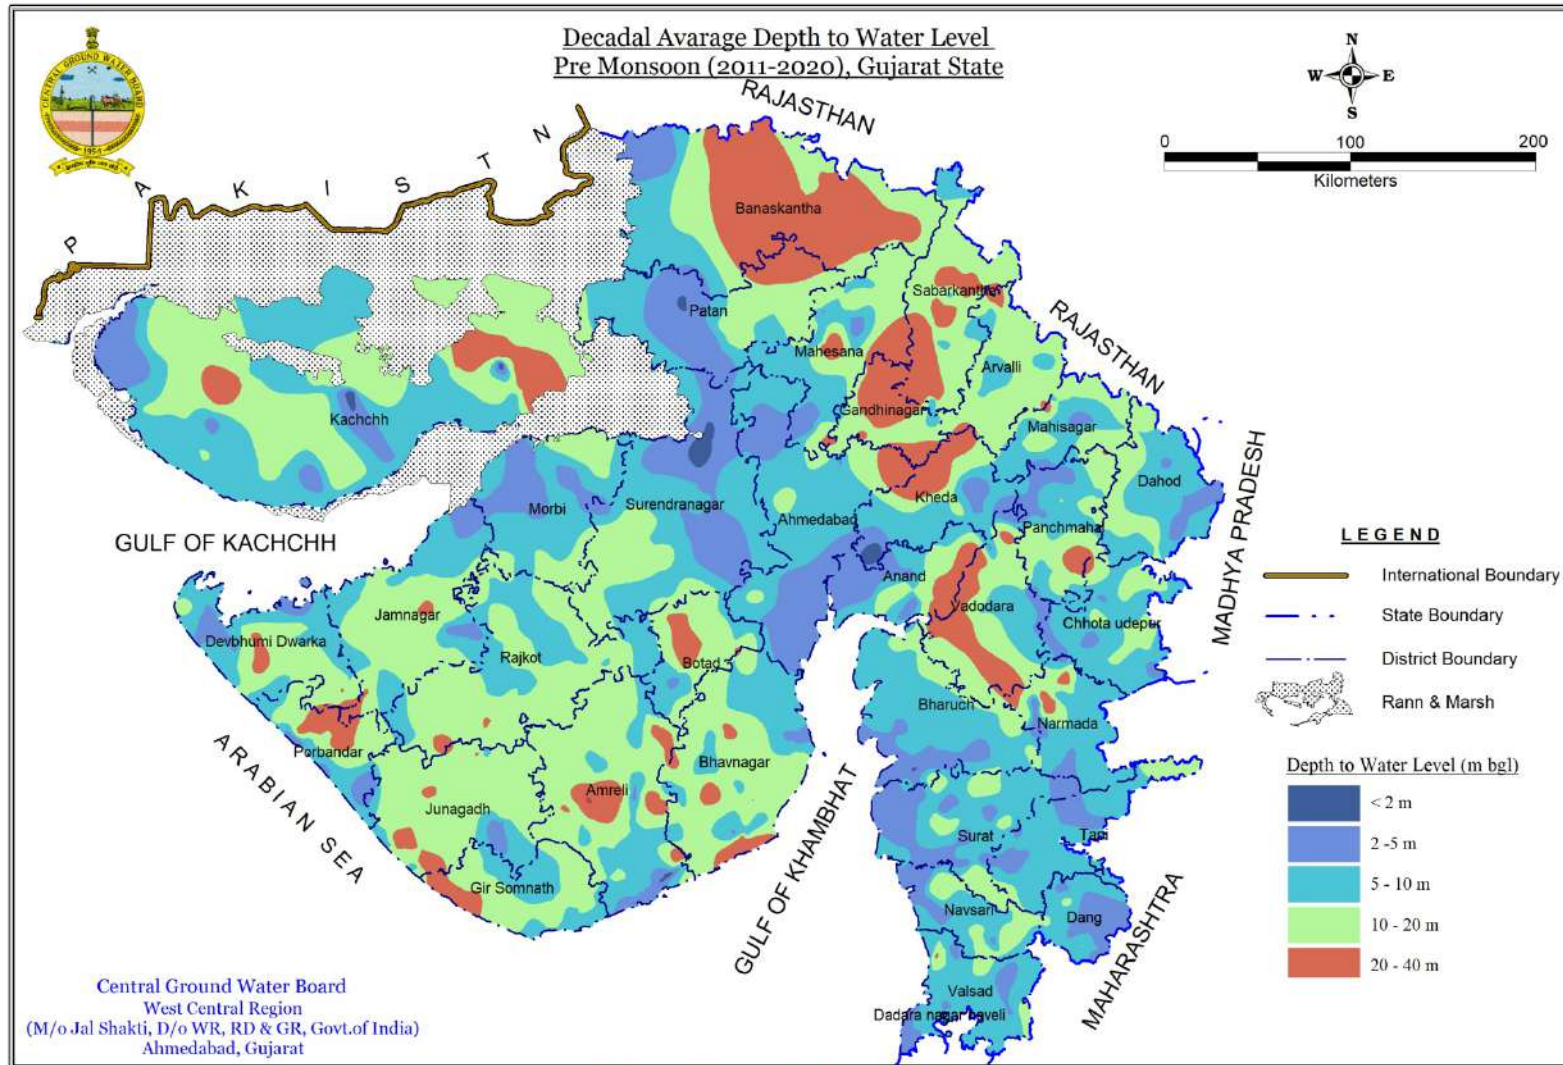 Decadal Avarage Depth to Water Level
Pre Monsoon (2011-2020), Gujarat State
CENTRAL GROUND WATER BOARD
N
W E
S
0 100 200
Kilometers
RAJASTHAN
PAKISTN
Banaskantha
Patan
Sabarkantha
RAJASTHAN
Mahesana
Arvalli
Gandhinagar
Kachchh
Mahisagar
Dahod
Kheda
Morbi
Surendranagar
Ahmedabad
Panchmahal
MADHYA PRADESH
GULF OF KACHCHH
Anand
Vadodara
Jamnagar
Chhota udepur
Devbhumi Dwarka
Rajkot
Botad
Bharuch
Narmada
Porbandar
Bhavnagar
ARABIAN SEA
Amreli
Junagadh
GULF OF KHAMBHAT
Surat
Tapi
Gir Somnath
Navsari
Dang
MAHARASHTRA
Valsad
Dadara nagar haveli
LEGEND
International Boundary
State Boundary
District Boundary
Rann & Marsh
Depth to Water Level (m bgl)
< 2 m
2 -5 m
5 - 10 m
10 - 20 m
20 - 40 m
Central Ground Water Board
West Central Region
(M/o Jal Shakti, D/o WR, RD & GR, Govt.of India)
Ahmedabad, Gujarat